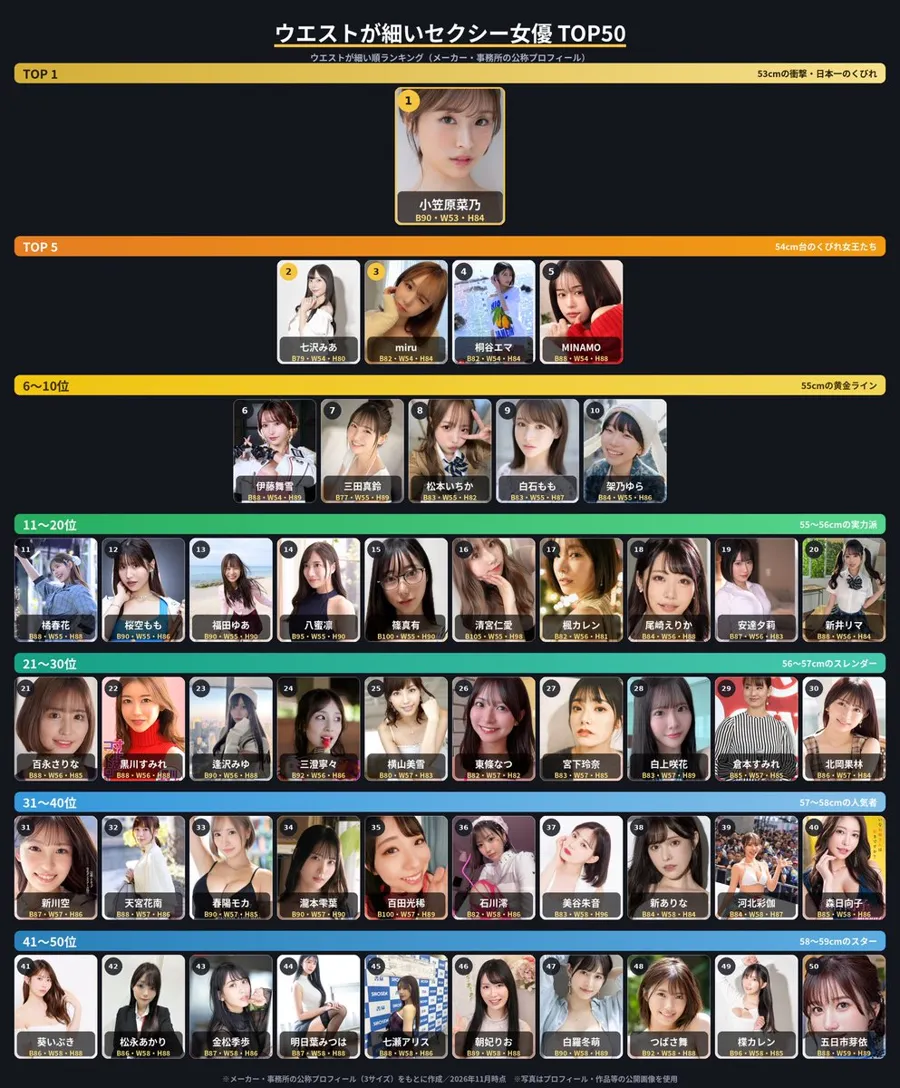 ウエストが細いセクシー女優 TOP50
ウエストが細い順ランキング（メーカー・事務所の公称プロフィール）
TOP 1 53cmの衝撃・日本一のくびれ
1
小笠原菜乃
B90・W53・H84
TOP 5 54cm台のくびれ女王たち
2 3 4 5
七沢みあ miru 桐谷エマ MINAMO
B79・W54・H80 B82・W54・H84 B82・W54・H84 B88・W54・H88
6〜10位 55cmの黄金ライン
6 7 8 9 10
伊藤舞雪 三田真鈴 松本いちか 白石もも 架乃ゆら
B88・W54・H89 B77・W55・H89 B83・W55・H82 B83・W55・H87 B84・W55・H86
11〜20位 55〜56cmの実力派
11 12 13 14 15 16 17 18 19 20
橘春花 桜空もも 福田ゆあ 八蜜凛 篠真有 清宮仁愛 楓カレン 尾崎えりか 安達夕莉 新井リマ
B88・W55・H88 B90・W55・H86 B90・W55・H90 B95・W55・H90 B100・W55・H90 B105・W55・H98 B82・W56・H81 B84・W56・H88 B87・W56・H83 B88・W56・H84
21〜30位 56〜57cmのスレンダー
21 22 23 24 25 26 27 28 29 30
百永さりな 黒川すみれ 逢沢みゆ 三澄寧々 横山美雪 東條なつ 宮下玲奈 白上咲花 倉本すみれ 北岡果林
B88・W56・H85 B88・W56・H88 B90・W56・H88 B92・W56・H86 B80・W57・H83 B82・W57・H82 B83・W57・H85 B83・W57・H89 B85・W57・H85 B86・W57・H84
31〜40位 57〜58cmの人気者
31 32 33 34 35 36 37 38 39 40
新川空 天宮花南 春陽モカ 瀧本雫葉 百田光稀 石川澪 美谷朱音 新ありな 河北彩伽 森日向子
B87・W57・H86 B88・W57・H86 B90・W57・H85 B90・W57・H90 B100・W57・H89 B82・W58・H86 B83・W58・H96 B84・W58・H84 B84・W58・H87 B85・W58・H86
41〜50位 58〜59cmのスター
41 42 43 44 45 46 47 48 49 50
葵いぶき 松永あかり 金松季歩 明日葉みつは 七瀬アリス 朝妃りお 白羅冬萌 つばさ舞 楪カレン 五日市芽依
B86・W58・H88 B86・W58・H88 B86・W58・H88 B87・W58・H88 B88・W58・H88 B89・W58・H88 B90・W58・H89 B92・W58・H88 B96・W58・H85 B88・W59・H89
※メーカー・事務所の公称プロフィール（3サイズ）をもとに作成／2026年11月時点 ※写真はプロフィール・作品等の公開画像を使用